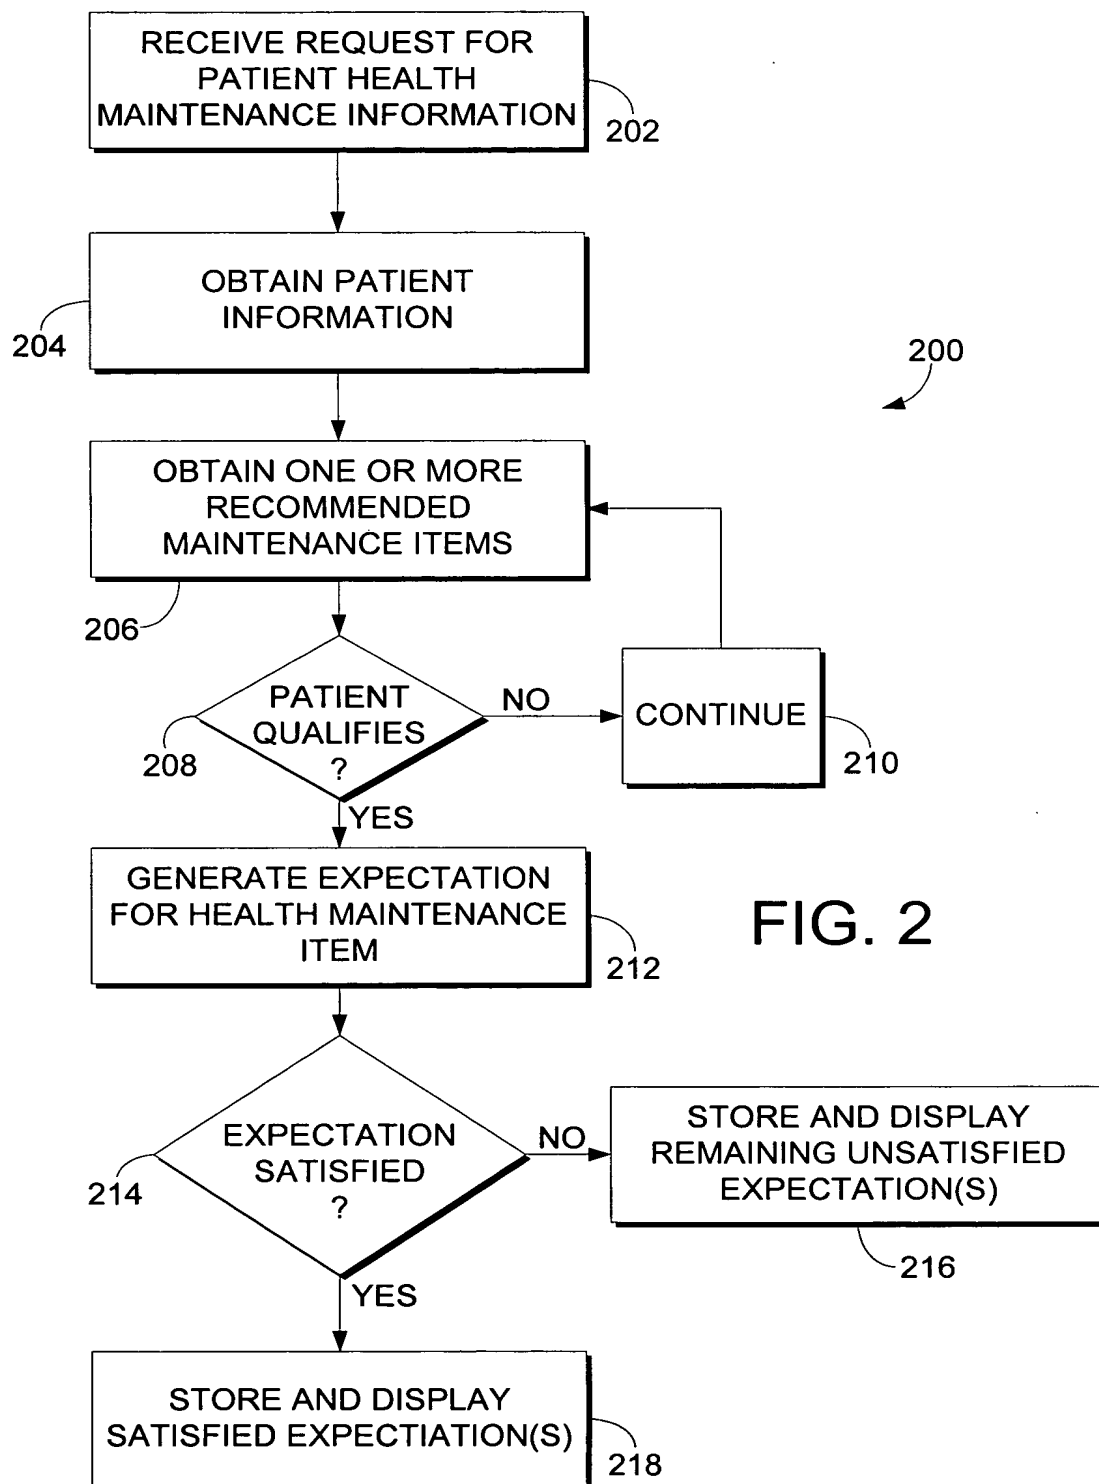 RECEIVE REQUEST FOR
PATIENT HEALTH
MAINTENANCE INFORMATION
202
OBTAIN PATIENT
INFORMATION
204
200
OBTAIN ONE OR MORE
RECOMMENDED
MAINTENANCE ITEMS
206
PATIENT
QUALIFIES
?
208
NO
CONTINUE
210
YES
GENERATE EXPECTATION
FOR HEALTH MAINTENANCE
ITEM
212
FIG. 2
EXPECTATION
SATISFIED
?
214
NO
STORE AND DISPLAY
REMAINING UNSATISFIED
EXPECTATION(S)
216
YES
STORE AND DISPLAY
SATISFIED EXPECTIATION(S)
218